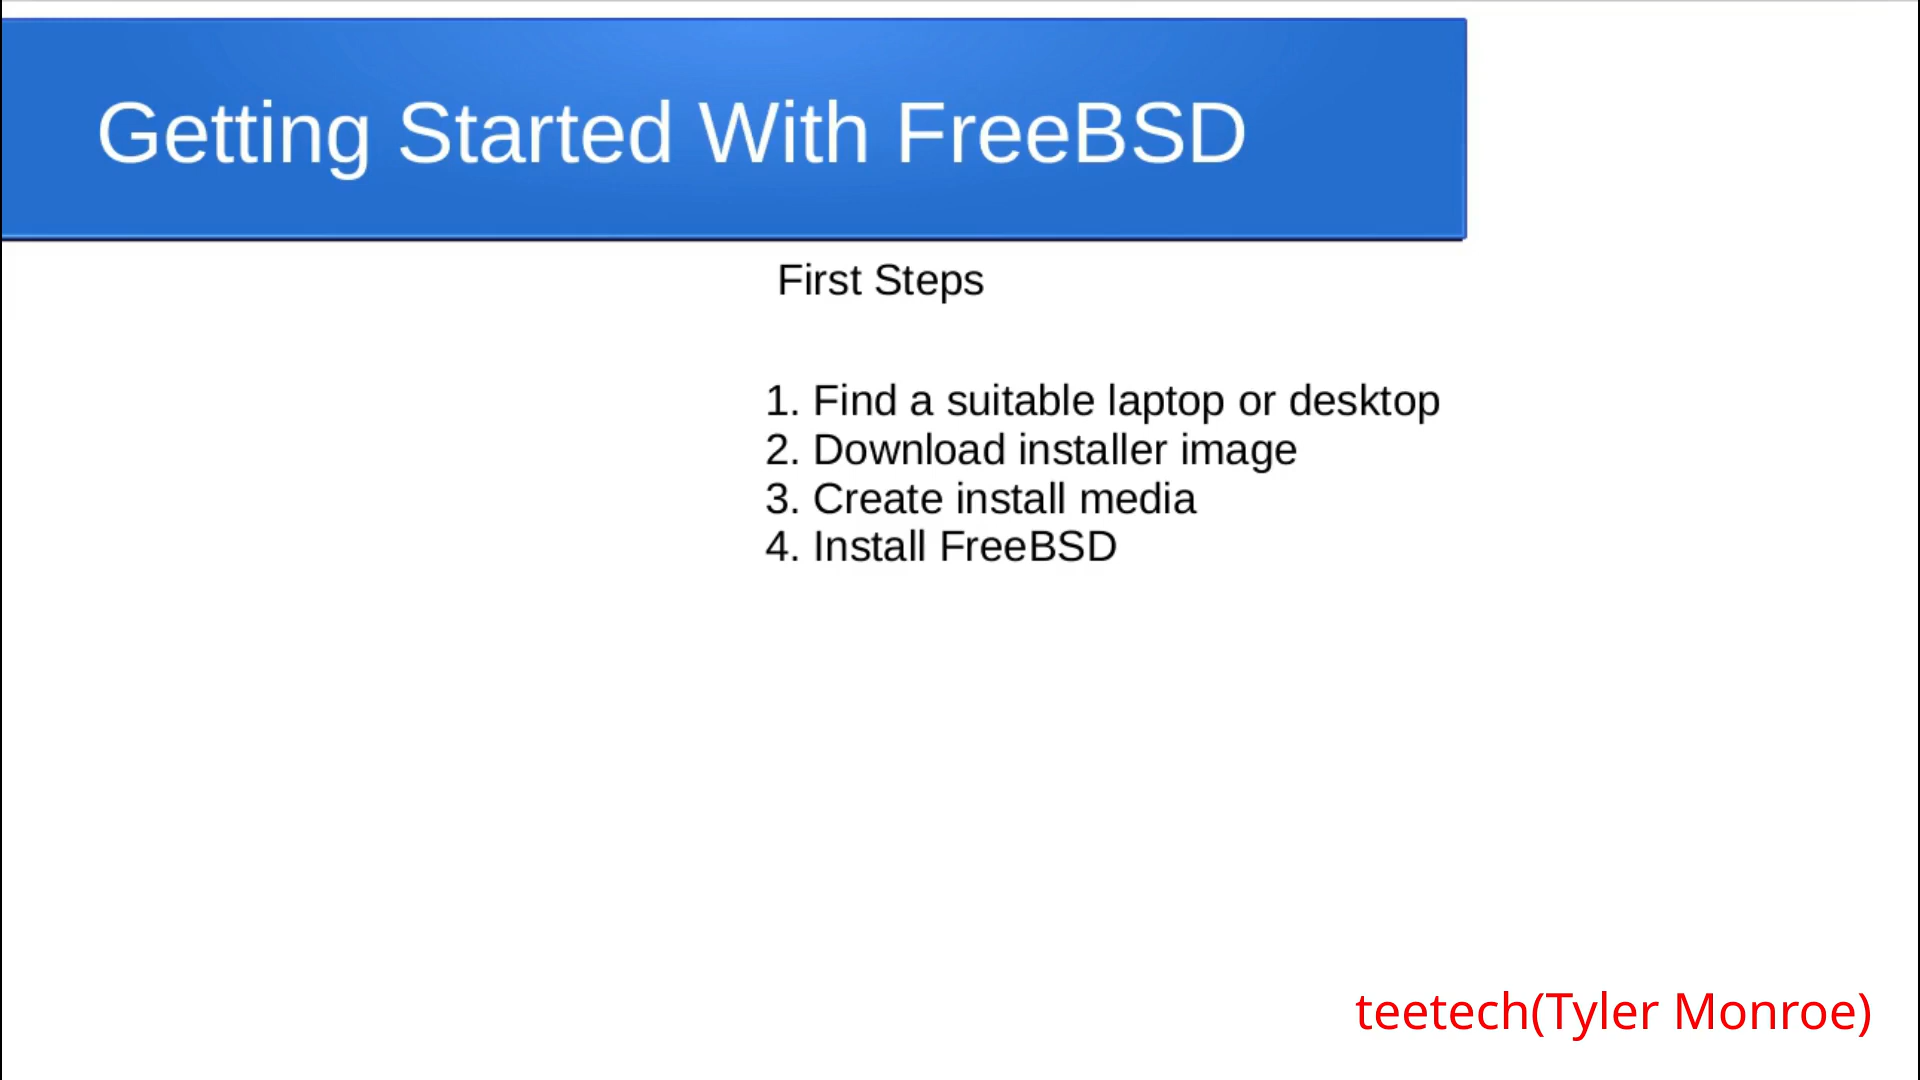 Getting Started With FreeBSD
First Steps
1. Find a suitable laptop or desktop
2. Download installer image
3. Create install media
4. Install FreeBSD
teetech(Tyler Monroe)